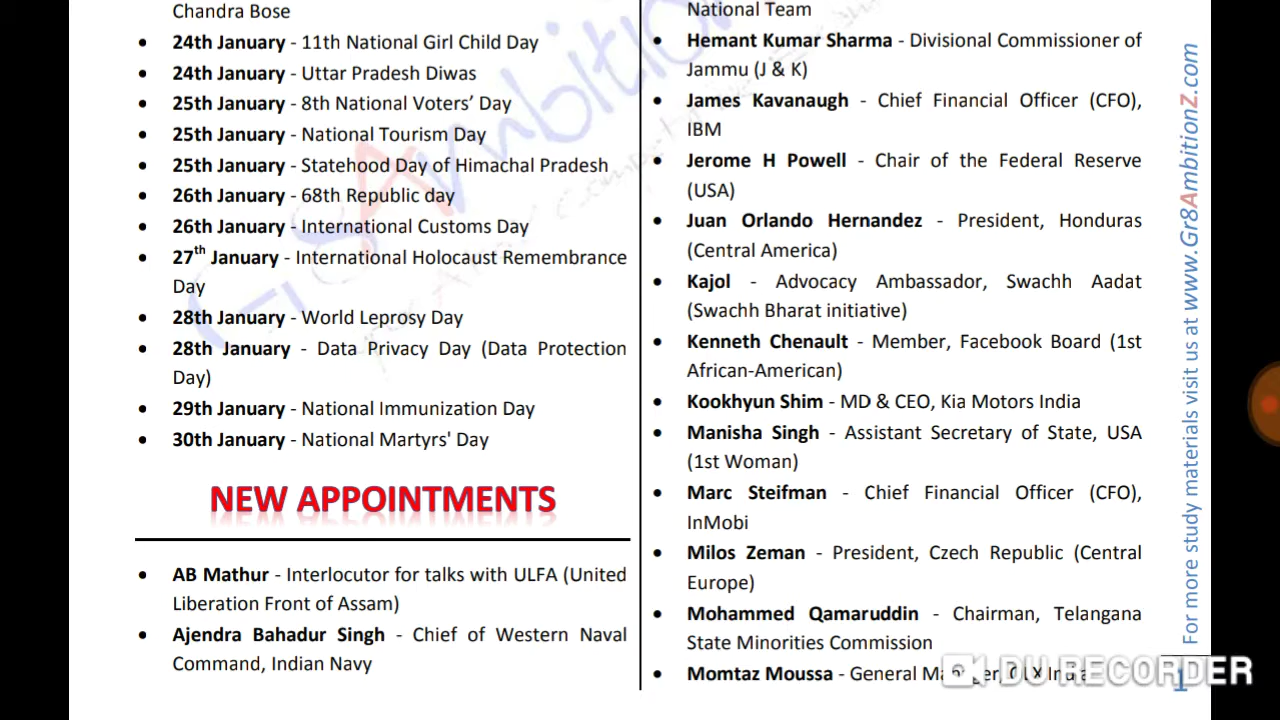 Chandra Bose
24th January - 11th National Girl Child Day
24th January - Uttar Pradesh Diwas
25th January - 8th National Voters' Day
25th January - National Tourism Day
25th January - Statehood Day of Himachal Pradesh
26th January - 68th Republic day
26th January - International Customs Day
27th January - International Holocaust Remembrance
Day
28th January - World Leprosy Day
28th January - Data Privacy Day (Data Protection
Day)
29th January - National Immunization Day
30th January - National Martyrs' Day
NEW APPOINTMENTS
AB Mathur - Interlocutor for talks with ULFA (United
Liberation Front of Assam)
Ajendra Bahadur Singh - Chief of Western Naval
Command, Indian Navy
National Team
Hemant Kumar Sharma - Divisional Commissioner of
Jammu (J & K)
James Kavanaugh - Chief Financial Officer (CFO),
IBM
Jerome H Powell - Chair of the Federal Reserve
(USA)
Juan Orlando Hernandez - President, Honduras
(Central America)
Kajol - Advocacy Ambassador, Swachh Aadat
(Swachh Bharat initiative)
Kenneth Chenault - Member, Facebook Board (1st
African-American)
Kookhyun Shim - MD & CEO, Kia Motors India
Manisha Singh - Assistant Secretary of State, USA
(1st Woman)
Marc Steifman - Chief Financial Officer (CFO),
InMobi
Milos Zeman - President, Czech Republic (Central
Europe)
Mohammed Qamaruddin - Chairman, Telangana
State Minorities Commission
Momtaz Moussa - General Manager, OLX India
For more study materials visit us at www.Gr8AmbitionZ.com
1
DU RECORDER